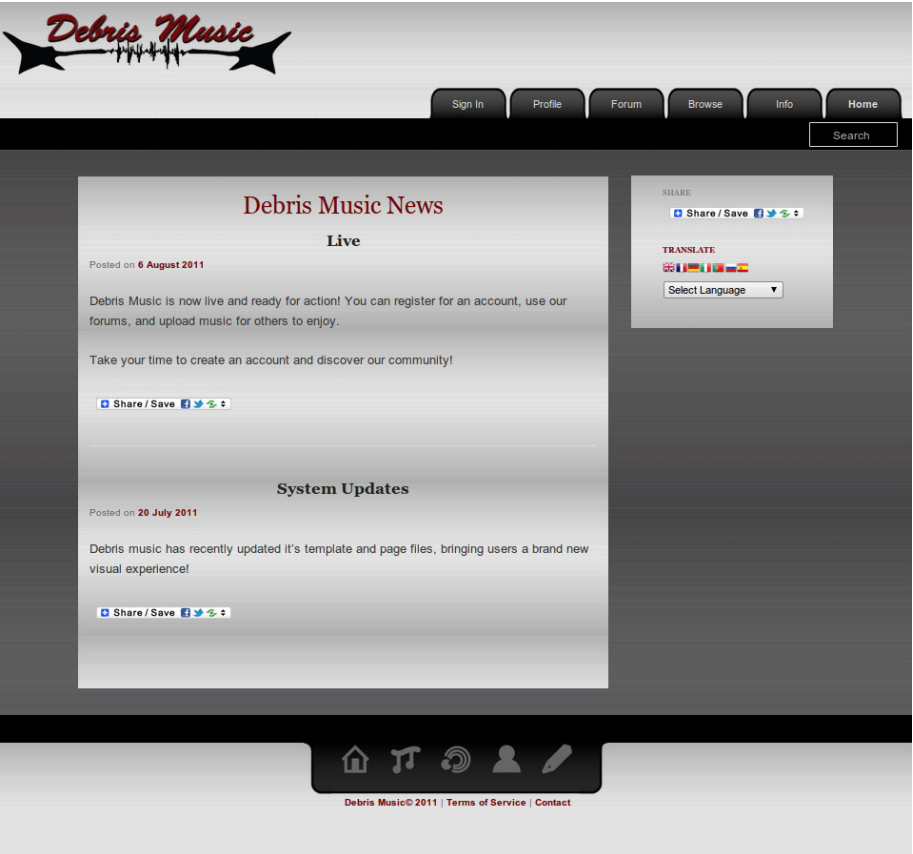 Debris Music
Sign In
Profile
Forum
Browse
Info
Home
Search
Debris Music News
Live
Posted on 6 August 2011
Debris Music is now live and ready for action! You can register for an account, use our
forums, and upload music for others to enjoy.
Take your time to create an account and discover our community!
Share / Save
System Updates
Posted on 20 July 2011
Debris music has recently updated it's template and page files, bringing users a brand new
visual experience!
Share / Save
SHARE
Share / Save
TRANSLATE
Select Language
Debris Music© 2011 | Terms of Service | Contact